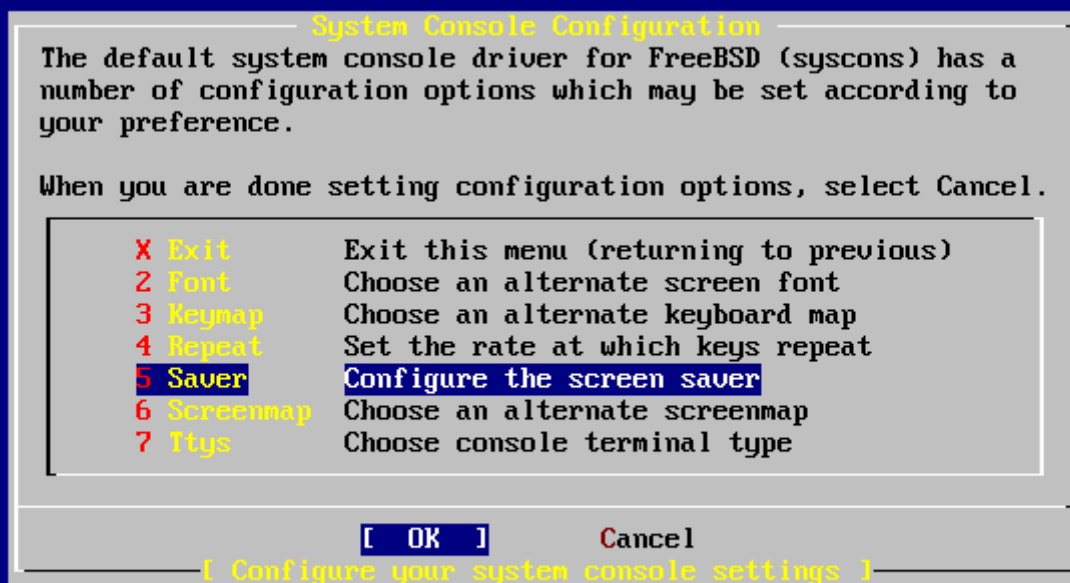 System Console Configuration
The default system console driver for FreeBSD (syscons) has a
number of configuration options which may be set according to
your preference.
When you are done setting configuration options, select Cancel.
X Exit Exit this menu (returning to previous)
2 Font Choose an alternate screen font
3 Keymap Choose an alternate keyboard map
4 Repeat Set the rate at which keys repeat
5 Saver Configure the screen saver
6 Screenmap Choose an alternate screenmap
7 Ttys Choose console terminal type
[ OK ] Cancel
[ Configure your system console settings ]